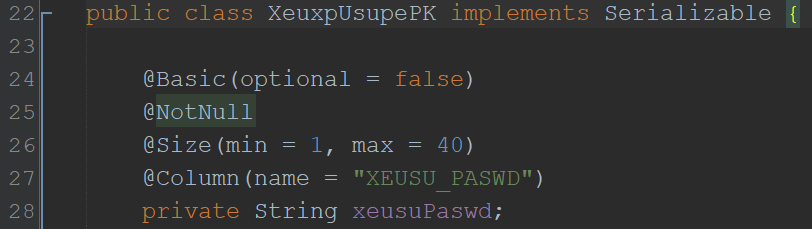 22 public class XeuxpUsupePK implements Serializable {
23
24 @Basic(optional = false)
25 @NotNull
26 @Size(min = 1, max = 40)
27 @Column(name = "XEUSU_PASWD")
28 private String xeusuPaswd;